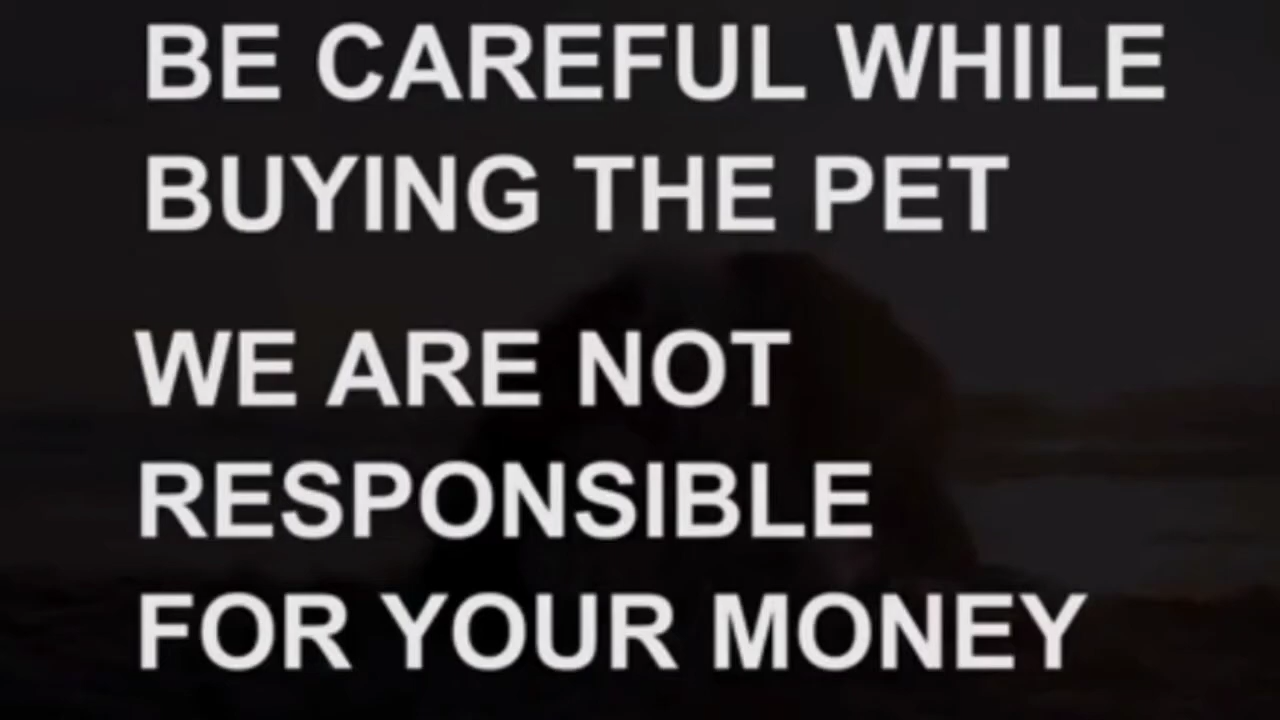 BE CAREFUL WHILE
BUYING THE PET
WE ARE NOT
RESPONSIBLE
FOR YOUR MONEY